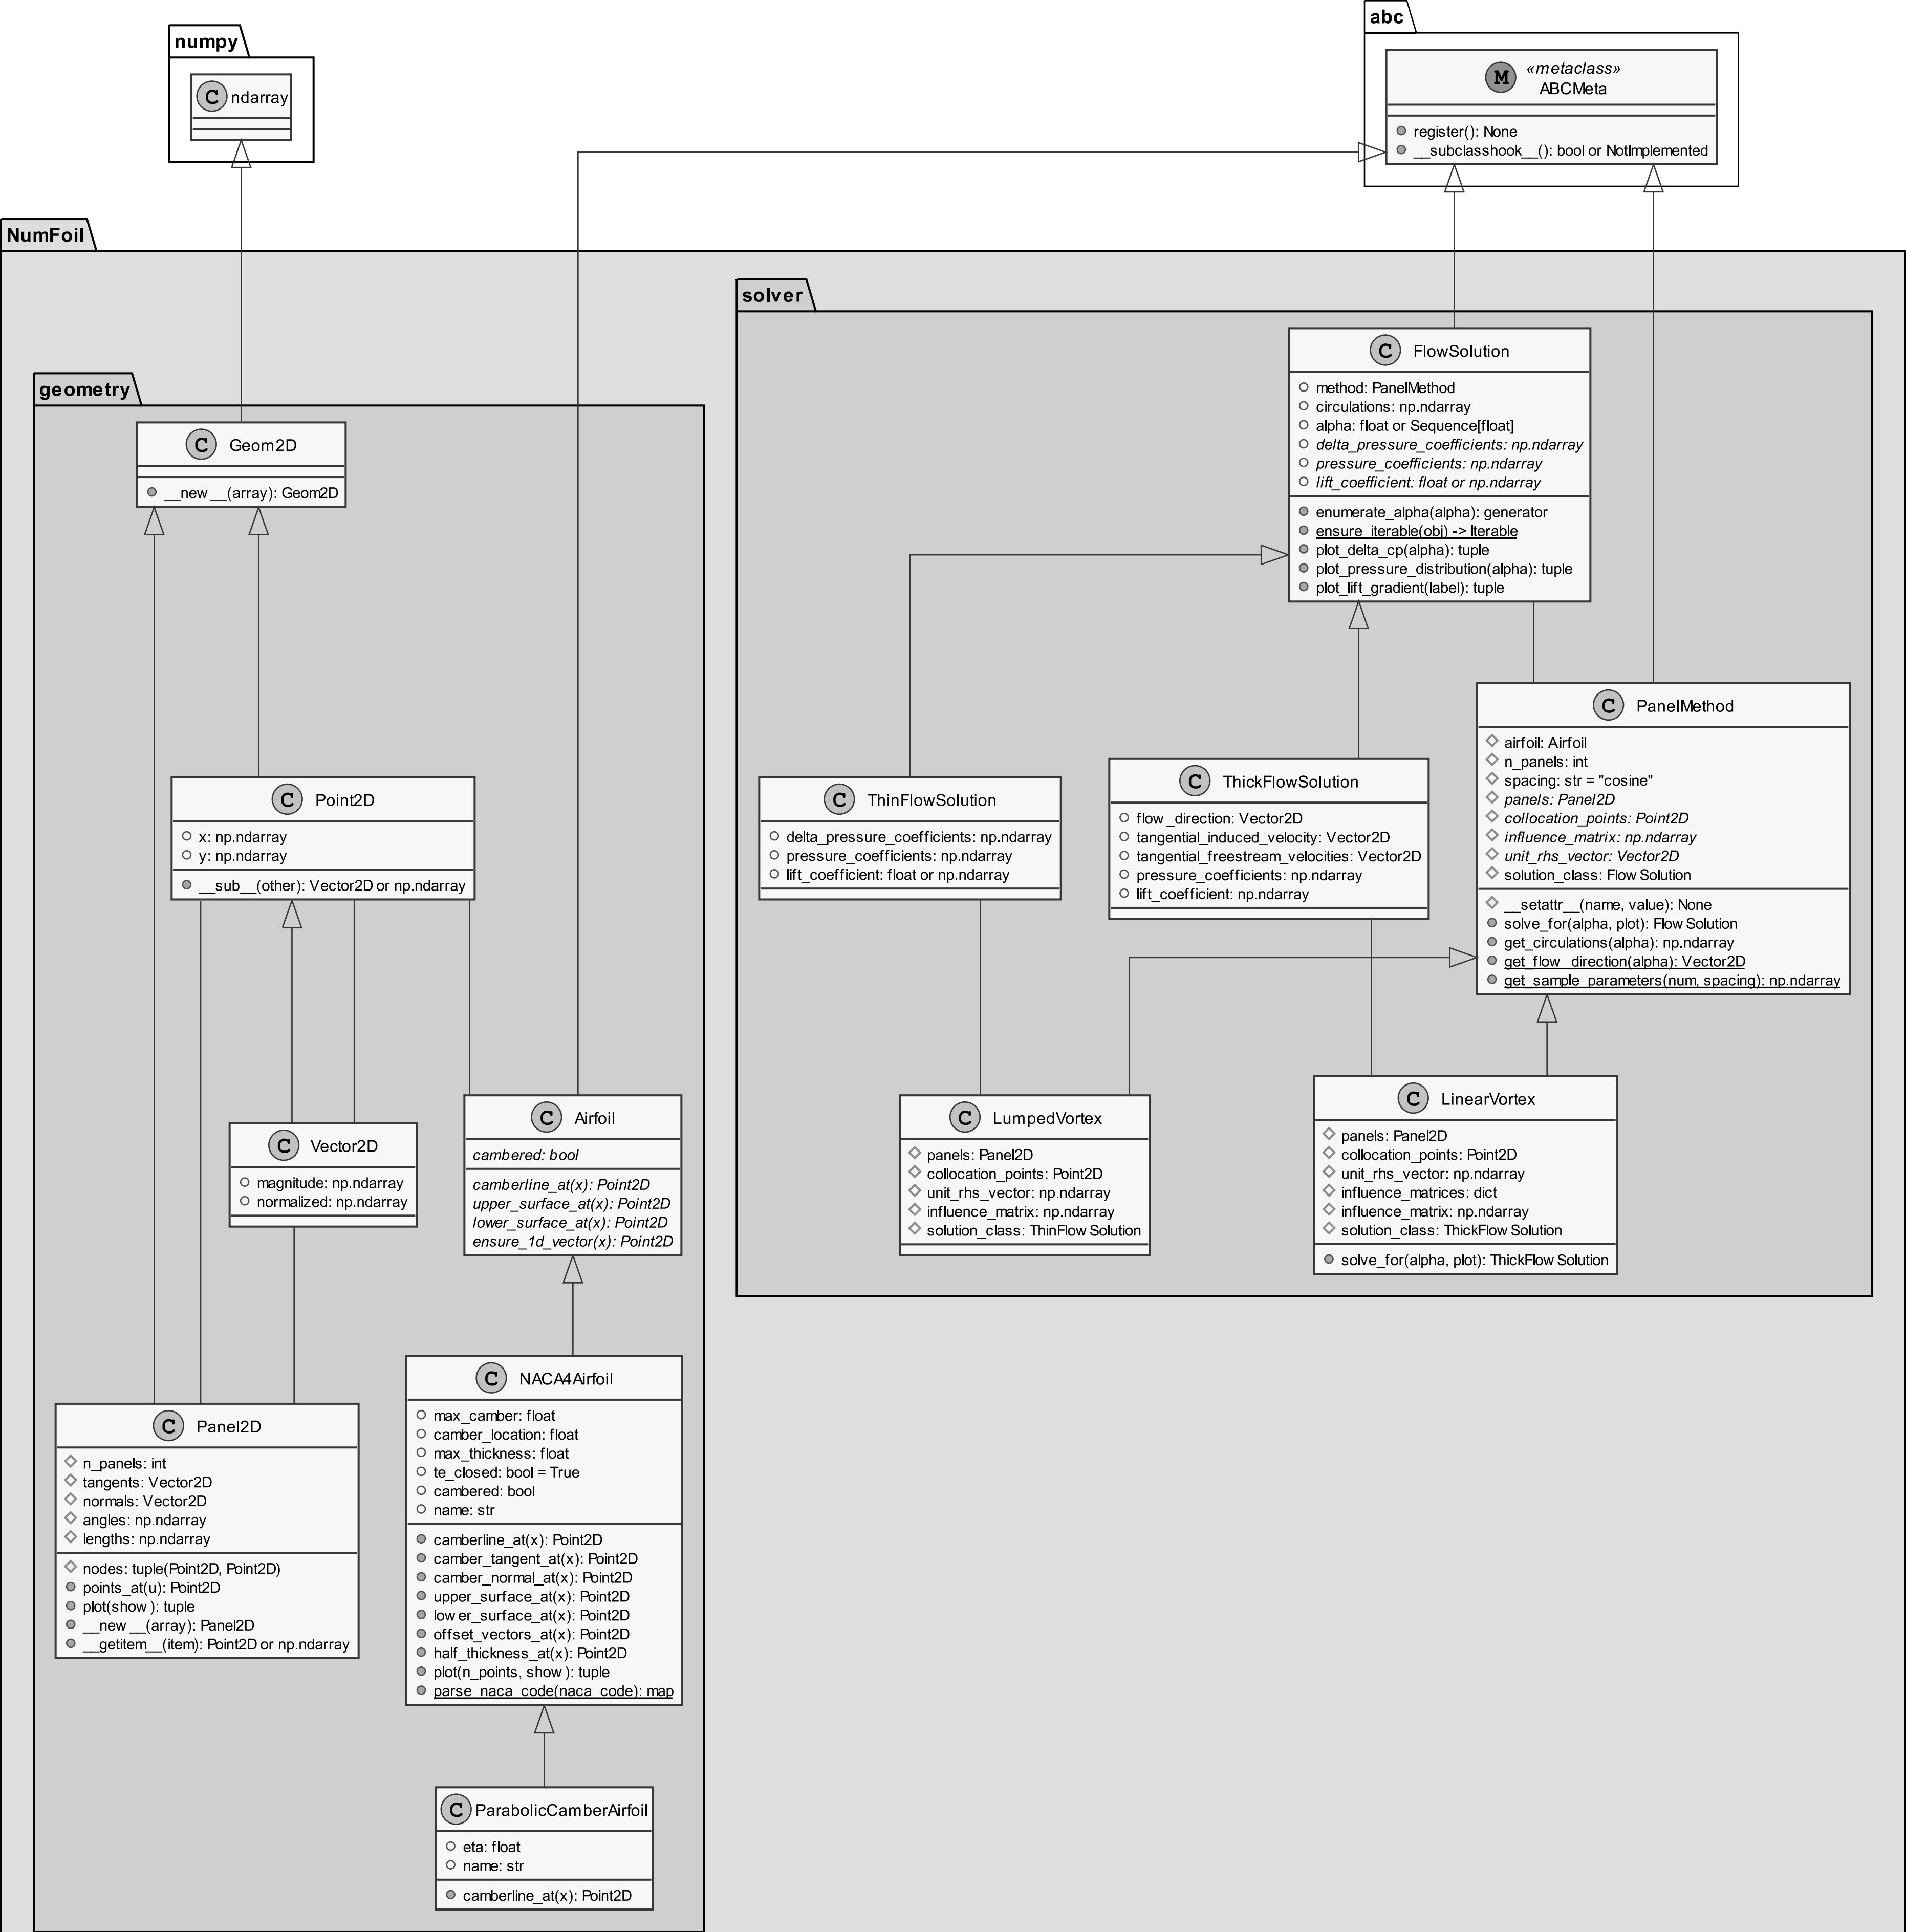 abc
numpy
«metaclass»
M
ABCMeta
C
ndarray
register(): None
__subclasshook__(): bool or NotImplemented
NumFoil
solver
C
FlowSolution
method: PanelMethod
circulations: np.ndarray
alpha: float or Sequence[float]
delta_pressure_coefficients: np.ndarray
pressure_coefficients: np.ndarray
lift_coefficient: float or np.ndarray
enumerate_alpha(alpha): generator
ensure_iterable(obj) -> Iterable
plot_delta_cp(alpha): tuple
plot_pressure_distribution(alpha): tuple
plot_lift_gradient(label): tuple
geometry
C
Geom2D
__new__(array): Geom2D
C
Point2D
x: np.ndarray
y: np.ndarray
__sub__(other): Vector2D or np.ndarray
C
ThinFlowSolution
delta_pressure_coefficients: np.ndarray
pressure_coefficients: np.ndarray
lift_coefficient: float or np.ndarray
C
ThickFlowSolution
flow_direction: Vector2D
tangential_induced_velocity: Vector2D
tangential_freestream_velocities: Vector2D
pressure_coefficients: np.ndarray
lift_coefficient: np.ndarray
C
PanelMethod
airfoil: Airfoil
n_panels: int
spacing: str = "cosine"
panels: Panel2D
collocation_points: Point2D
influence_matrix: np.ndarray
unit_rhs_vector: Vector2D
solution_class: Flow Solution
__setattr__(name, value): None
solve_for(alpha, plot): Flow Solution
get_circulations(alpha): np.ndarray
get_flow_direction(alpha): Vector2D
get_sample_parameters(num, spacing): np.ndarray
C
Vector2D
magnitude: np.ndarray
normalized: np.ndarray
C
Airfoil
cambered: bool
camberline_at(x): Point2D
upper_surface_at(x): Point2D
lower_surface_at(x): Point2D
ensure_1d_vector(x): Point2D
C
LumpedVortex
panels: Panel2D
collocation_points: Point2D
unit_rhs_vector: np.ndarray
influence_matrix: np.ndarray
solution_class: ThinFlow Solution
C
LinearVortex
panels: Panel2D
collocation_points: Point2D
unit_rhs_vector: np.ndarray
influence_matrices: dict
influence_matrix: np.ndarray
solution_class: ThickFlow Solution
solve_for(alpha, plot): ThickFlow Solution
C
Panel2D
n_panels: int
tangents: Vector2D
normals: Vector2D
angles: np.ndarray
lengths: np.ndarray
nodes: tuple(Point2D, Point2D)
points_at(u): Point2D
plot(show): tuple
__new__(array): Panel2D
__getitem__(item): Point2D or np.ndarray
C
NACA4Airfoil
max_camber: float
camber_location: float
max_thickness: float
te_closed: bool = True
cambered: bool
name: str
camberline_at(x): Point2D
camber_tangent_at(x): Point2D
camber_normal_at(x): Point2D
upper_surface_at(x): Point2D
lower_surface_at(x): Point2D
offset_vectors_at(x): Point2D
half_thickness_at(x): Point2D
plot(n_points, show): tuple
parse_naca_code(naca_code): map
C
ParabolicCamberAirfoil
eta: float
name: str
camberline_at(x): Point2D